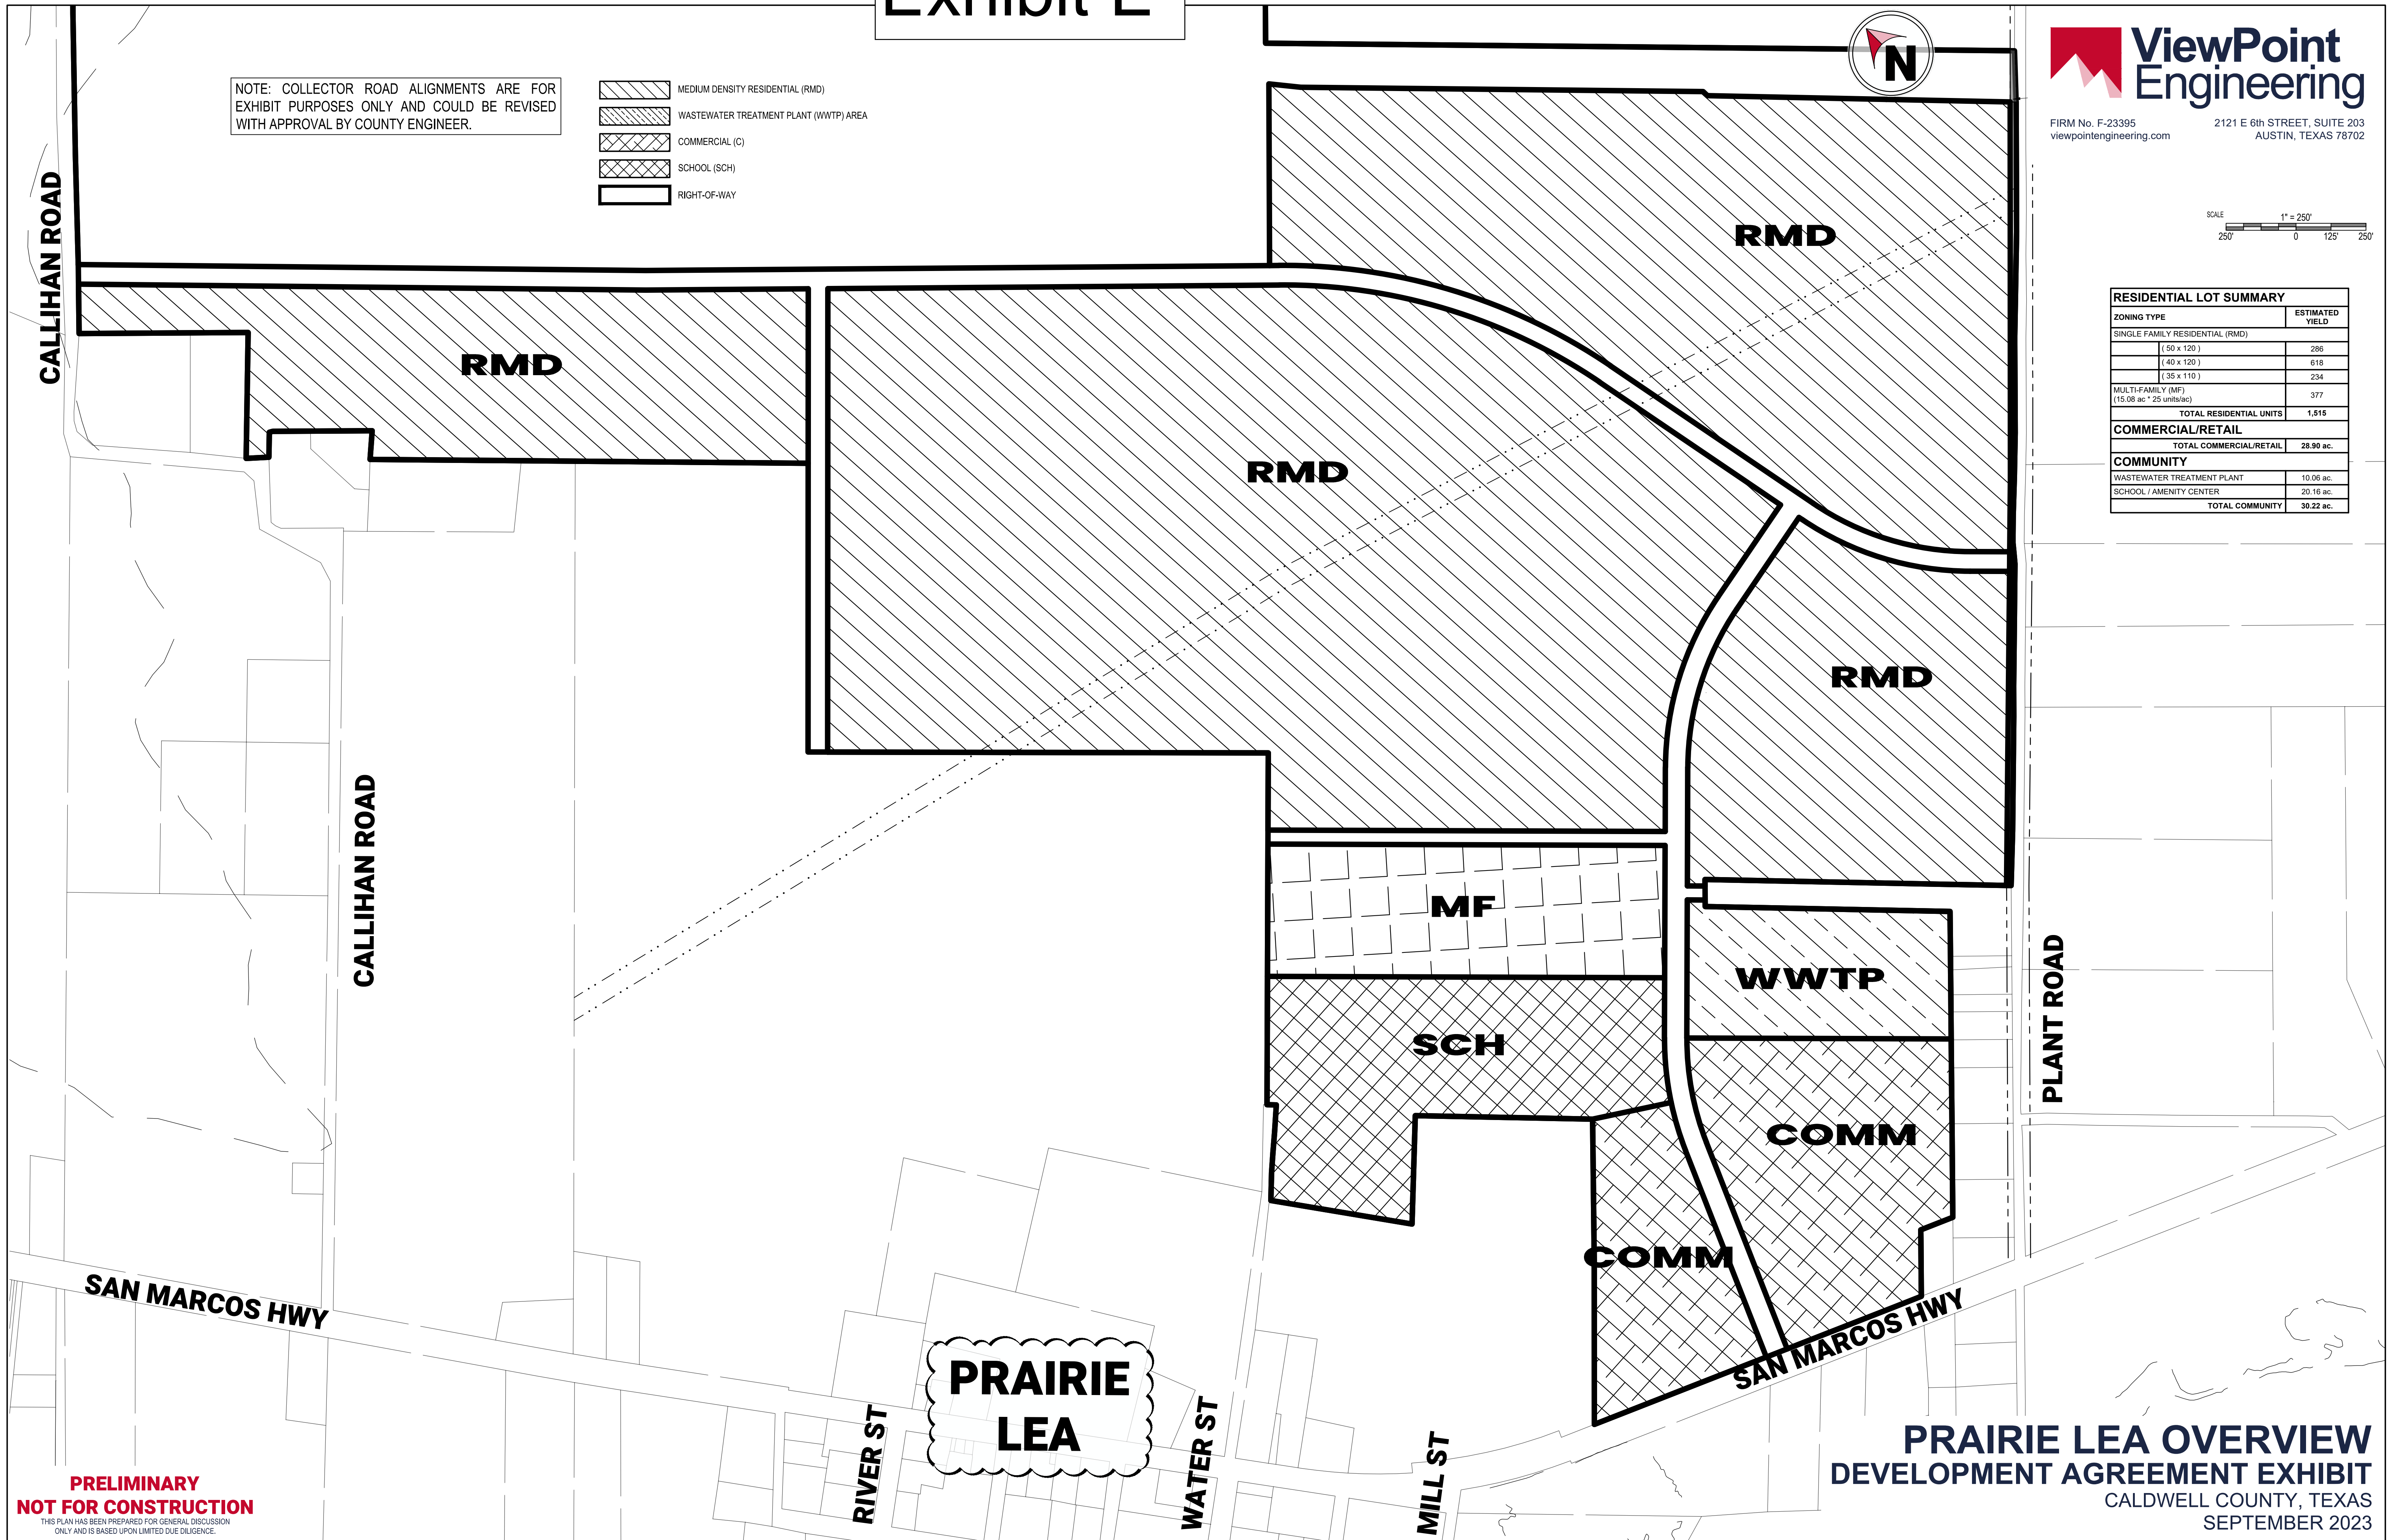 Exhibit E
NOTE: COLLECTOR ROAD ALIGNMENTS ARE FOR
EXHIBIT PURPOSES ONLY AND COULD BE REVISED
WITH APPROVAL BY COUNTY ENGINEER.
MEDIUM DENSITY RESIDENTIAL (RMD)
WASTEWATER TREATMENT PLANT (WWTP) AREA
COMMERCIAL (C)
SCHOOL (SCH)
RIGHT-OF-WAY
N
ViewPoint
Engineering
FIRM No. F-23395
2121 E 6th STREET, SUITE 203
viewpointengineering.com
AUSTIN, TEXAS 78702
SCALE
1" = 250'
250' 0 125' 250'
RESIDENTIAL LOT SUMMARY
ZONING TYPE ESTIMATED
YIELD
SINGLE FAMILY RESIDENTIAL (RMD)
( 50 x 120 ) 286
( 40 x 120 ) 618
( 35 x 110 ) 234
MULTI-FAMILY (MF)
(15.08 ac * 25 units/ac) 377
TOTAL RESIDENTIAL UNITS 1,515
COMMERCIAL/RETAIL
TOTAL COMMERCIAL/RETAIL 28.90 ac.
COMMUNITY
WASTEWATER TREATMENT PLANT 10.06 ac.
SCHOOL / AMENITY CENTER 20.16 ac.
TOTAL COMMUNITY 30.22 ac.
CALLIHAN ROAD
RMD
RMD
RMD
RMD
CALLIHAN ROAD
MF
WWTP
SCH
PLANT ROAD
COMM
COMM
SAN MARCOS HWY
SAN MARCOS HWY
PRAIRIE
LEA
RIVER ST
WATER ST
MILL ST
PRELIMINARY
NOT FOR CONSTRUCTION
THIS PLAN HAS BEEN PREPARED FOR GENERAL DISCUSSION
ONLY AND IS BASED UPON LIMITED DUE DILIGENCE.
PRAIRIE LEA OVERVIEW
DEVELOPMENT AGREEMENT EXHIBIT
CALDWELL COUNTY, TEXAS
SEPTEMBER 2023